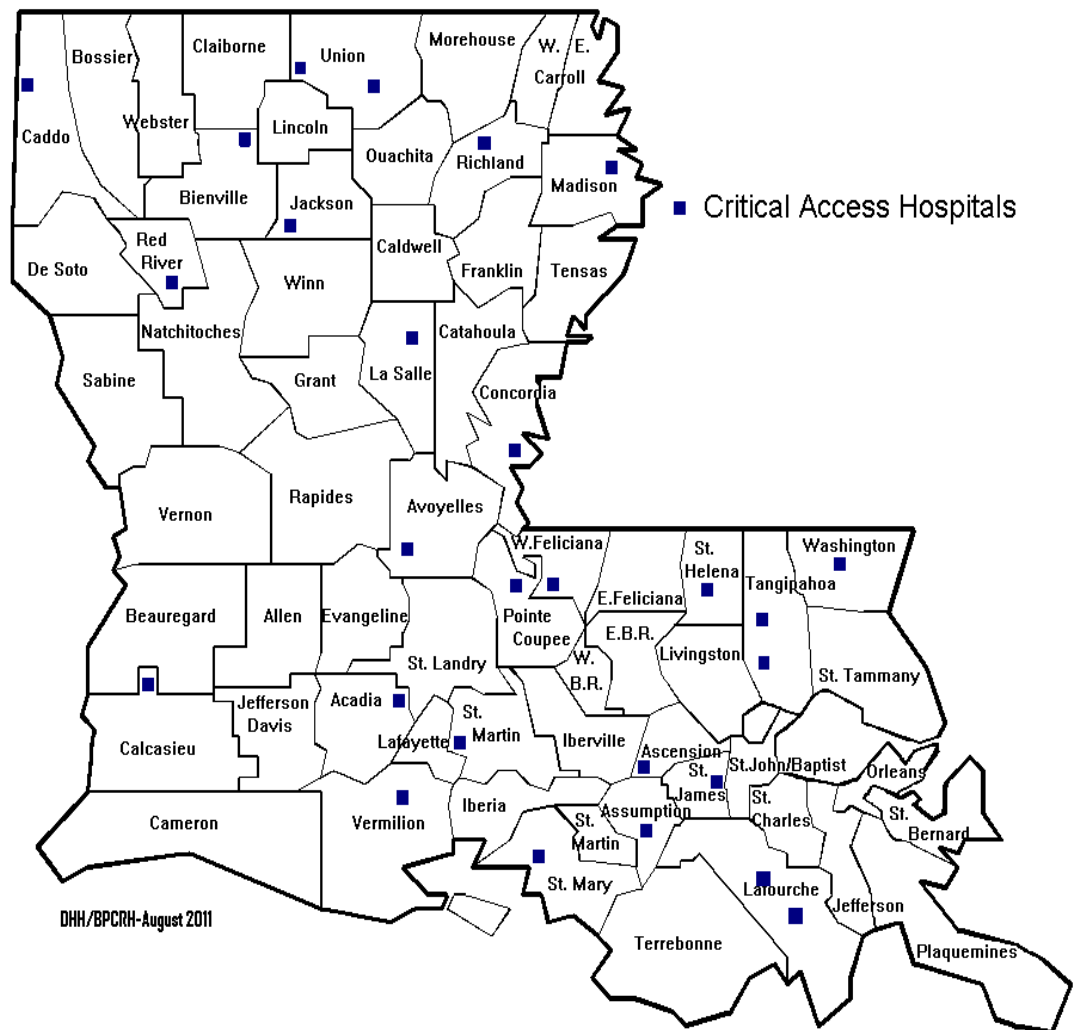 Bossier
Claiborne
Union
Morehouse
W.
E.
Carroll
Caddo
Webster
Lincoln
Ouachita
Richland
Madison
Bienville
Jackson
Critical Access Hospitals
Red
River
De Soto
Caldwell
Franklin
Tensas
Winn
Natchitoches
Catahoula
Sabine
Grant
La Salle
Concordia
Vernon
Rapides
Avoyelles
W.Feliciana
St.
Helena
Washington
Tangipahoa
Beauregard
Allen
Evangeline
Pointe
Coupee
E.Feliciana
E.B.R.
W.
B.R.
Livingston
St. Landry
St. Tammany
Jefferson
Davis
Acadia
Lafayette
St.
Martin
Iberville
Ascension
Calcasieu
St.
James
St.John/Baptist
Orleans
Cameron
Vermilion
Iberia
Assumption
St.
Martin
St.
Charles
St.
Bernard
St. Mary
Lafourche
Jefferson
Terrebonne
Plaquemines
DHH/BPCRH-August 2011